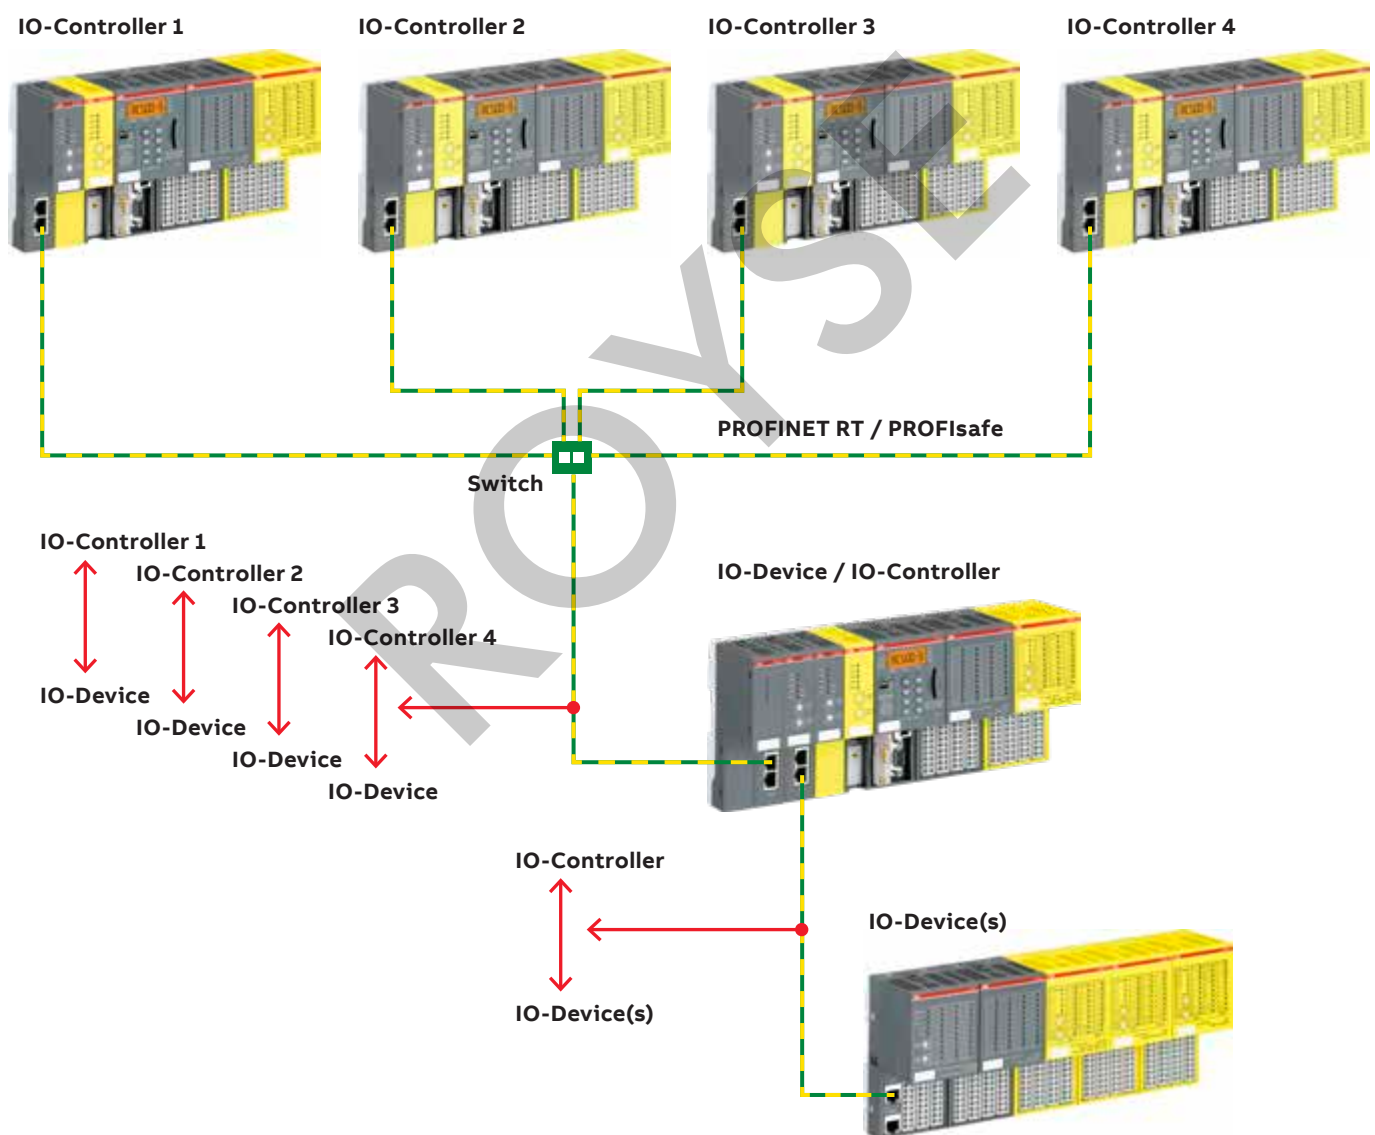 IO-Controller 1
IO-Controller 2
IO-Controller 3
IO-Controller 4
PROFINET RT / PROFIsafe
Switch
IO-Controller 1
IO-Controller 2
IO-Controller 3
IO-Controller 4
IO-Device
IO-Device
IO-Device
IO-Device
IO-Device / IO-Controller
IO-Controller
IO-Device(s)
IO-Device(s)
ROYSE